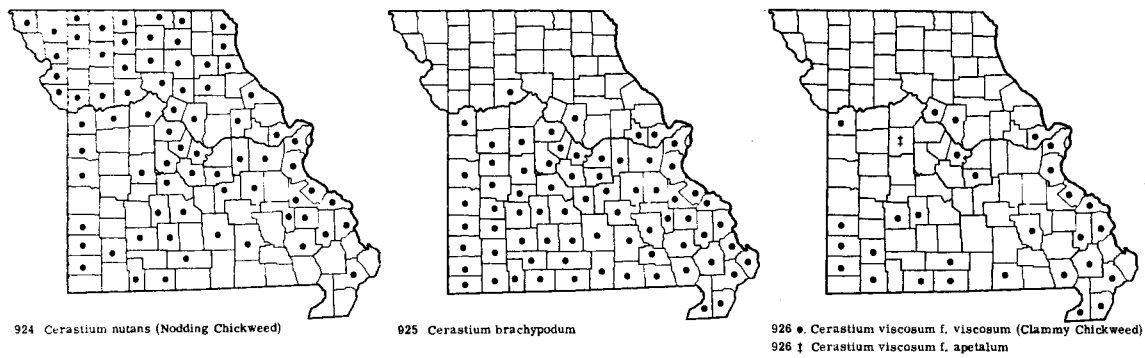 924 Cerastium nutans (Nodding Chickweed)
925 Cerastium brachypodum
926 •. Cerastium viscosum f. viscosum (Clammy Chickweed)
926 ‡ Cerastium viscosum f. apetalum